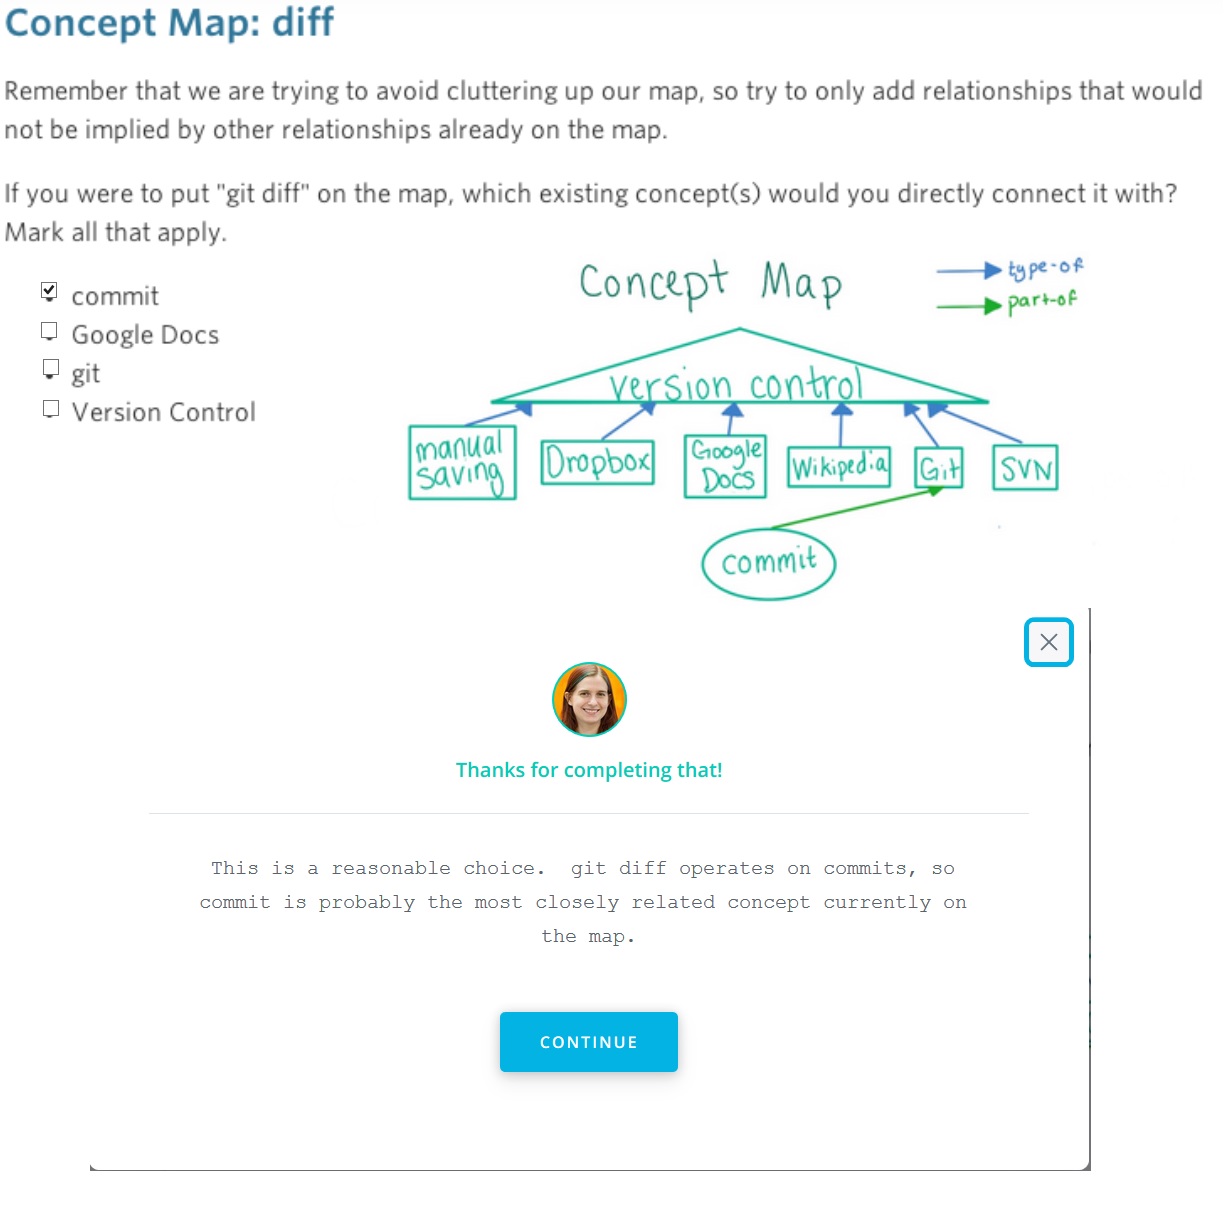 Concept Map: diff
Remember that we are trying to avoid cluttering up our map, so try to only add relationships that would
not be implied by other relationships already on the map.
If you were to put "git diff" on the map, which existing concept(s) would you directly connect it with?
Mark all that apply.
commit
Google Docs
git
Version Control
Concept Map
type-of
part-of
version control
manual
saving
Dropbox
Google
Docs
Wikipedia
Git
SVN
commit
Thanks for completing that!
This is a reasonable choice.  git diff operates on commits, so
commit is probably the most closely related concept currently on
the map.
CONTINUE